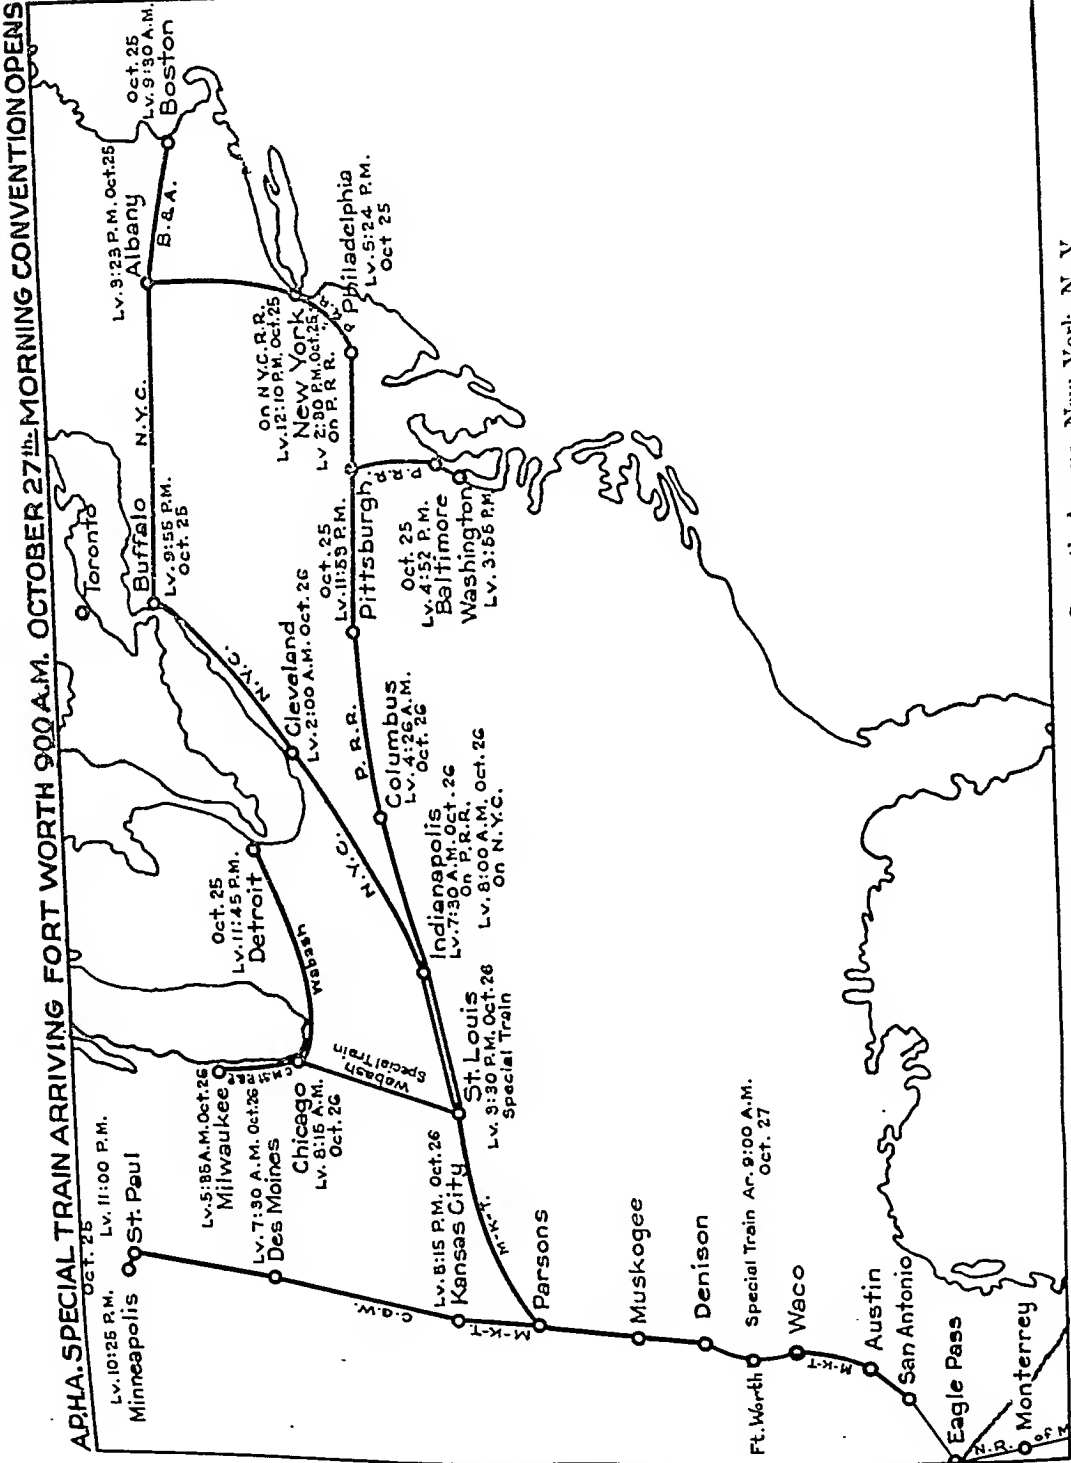 A.P.H.A. SPECIAL TRAIN ARRIVING FORT WORTH 9 00 A.M. OCTOBER 27th MORNING CONVENTION OPENS
Oct. 25
Lv. 10:25 P.M.
Minneapolis
Lv. 11:00 P.M.
St. Paul
Lv. 5:35 A.M. Oct. 26
Milwaukee
Lv. 7:30 A.M. Oct. 26
Des Moines
Chicago
Lv. 8:15 A.M.
Oct. 26
Oct. 25
Lv. 11:45 P.M.
Detroit
Wabash
Wabash
Special Train
Toronto
Buffalo
Lv. 9:55 P.M.
Oct. 25
N.Y.C.
Lv. 3:23 P.M. Oct. 25
Albany
B. & A.
Oct. 25
Lv. 9:30 A.M.
Boston
N.Y.C.
Cleveland
Lv. 2:00 A.M. Oct. 26
N.Y.C.
on N.Y.C.R.R.
Lv. 12:10 P.M. Oct. 25
New York
Lv 2:30 P.M. Oct. 25
on P.R.R.
Philadelphia
Lv. 5:24 P.M.
Oct 25
Oct. 25
Lv. 11:59 P.M.
Pittsburgh
P.R.R.
Oct. 25
Lv. 4:52 P.M.
Baltimore
Washington
Lv. 3:55 P.M.
P. R.R.
Columbus
Lv. 4:26 A.M.
Oct. 26
Indianapolis
Lv. 7:30 A.M. Oct. 26
on P.R.R.
Lv. 8:00 A.M. Oct. 26
on N.Y.C.
St. Louis
Lv. 3:30 P.M. Oct. 26
Special Train
C.G.W.
Lv. 8:15 P.M. Oct. 26
Kansas City
M-K-T.
M-K-T.
Parsons
Muskogee
Denison
Ft. Worth
Special Train Ar. 9:00 A.M.
Oct. 27
Waco
M-K-T
Austin
San Antonio
Eagle Pass
N.R.
of M
Monterrey
New York, N. Y.